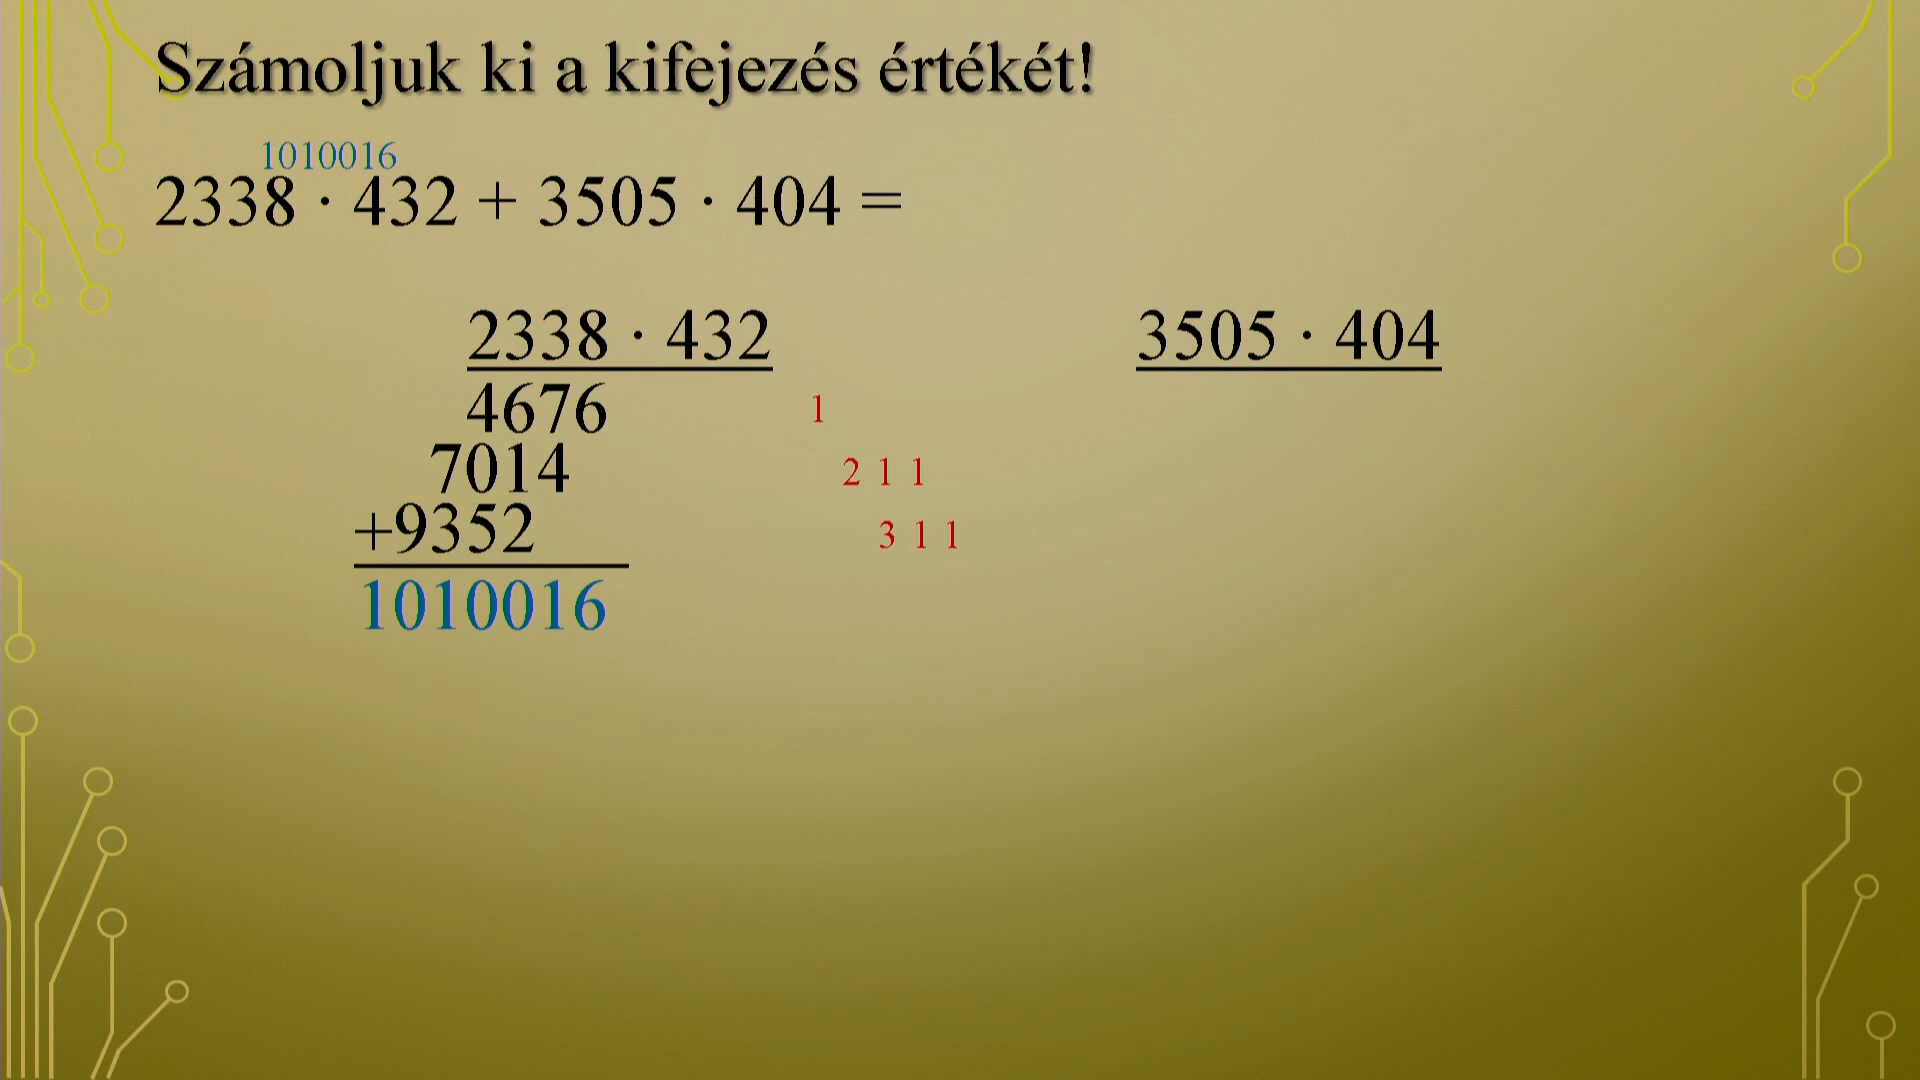 Számoljuk ki a kifejezés értékét!
1010016
2338 · 432 + 3505 · 404 =
2338 · 432
4676
7014
+9352
1010016
1
2 1 1
3 1 1
3505 · 404